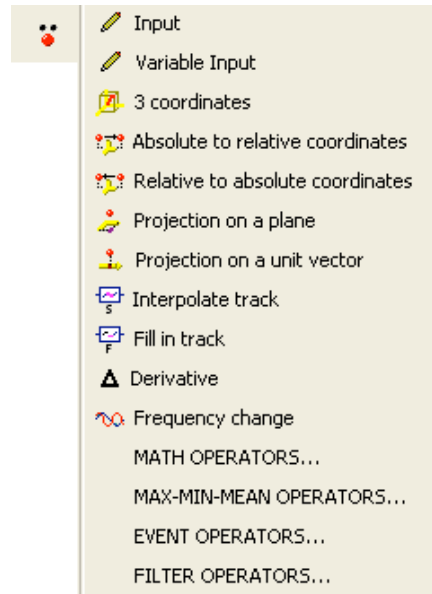 Input
Variable Input
3 coordinates
Absolute to relative coordinates
Relative to absolute coordinates
Projection on a plane
Projection on a unit vector
Interpolate track
Fill in track
Derivative
Frequency change
MATH OPERATORS...
MAX-MIN-MEAN OPERATORS...
EVENT OPERATORS...
FILTER OPERATORS...